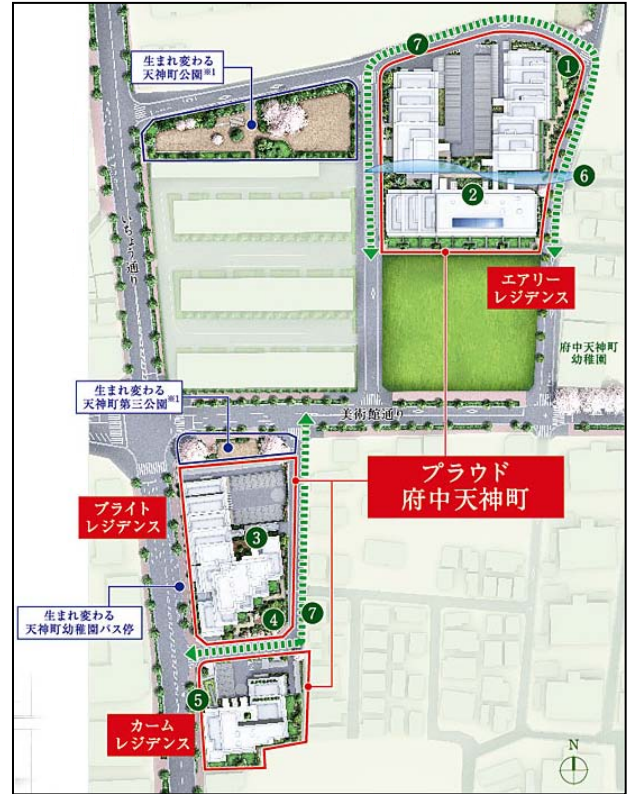 生まれ変わる
天神町公園※1
7
1
2
6
いちょう通り
エアリー
レジデンス
府中天神町
幼稚園
生まれ変わる
天神町第三公園※1
美術館通り
プラウド
府中天神町
ブライト
レジデンス
3
生まれ変わる
天神町幼稚園バス停
4
7
5
カーム
レジデンス
N